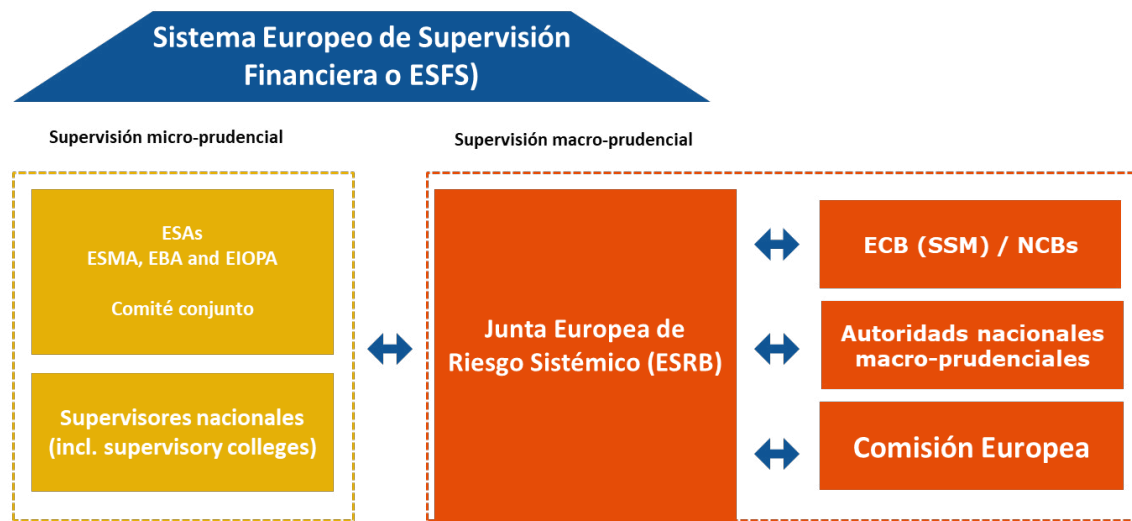 Sistema Europeo de Supervisión
Financiera o ESFS)
Supervisión micro-prudencial
Supervisión macro-prudencial
ESAs
ESMA, EBA and EIOPA
Comité conjunto
Supervisores nacionales
(incl. supervisory colleges)
Junta Europea de
Riesgo Sistémico (ESRB)
ECB (SSM) / NCBs
Autoridads nacionales
macro-prudenciales
Comisión Europea